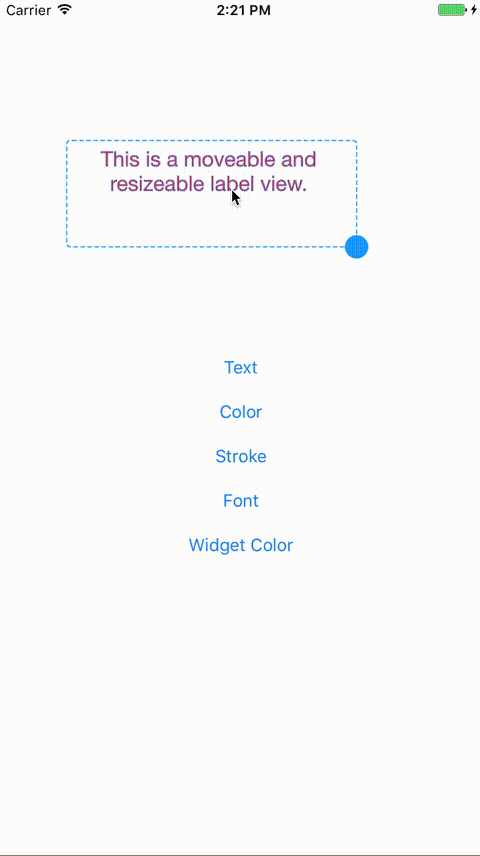 Carrier 2:21 PM
This is a moveable and
resizeable label view.
Text
Color
Stroke
Font
Widget Color